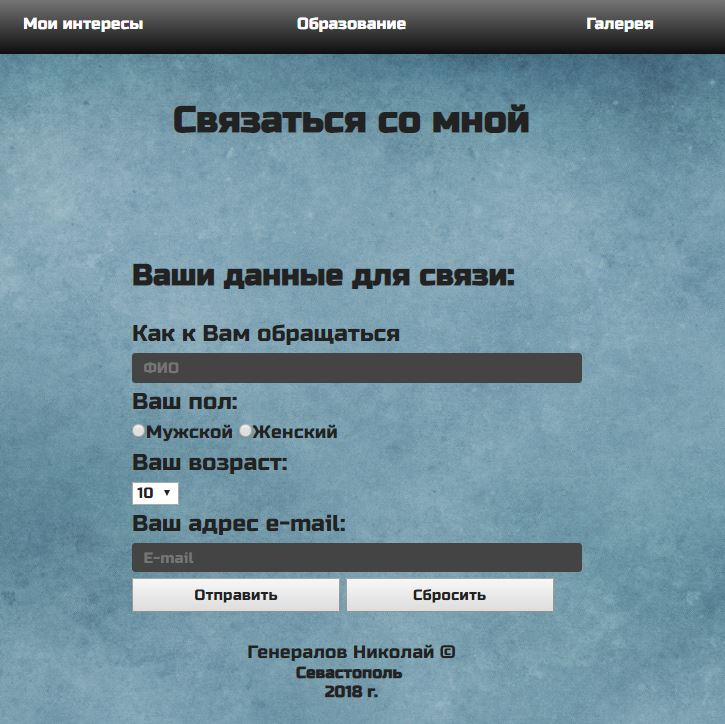 Мои интересы Образование Галерея
Связаться со мной
Ваши данные для связи:
Как к Вам обращаться
ФИО
Ваш пол:
Мужской Женский
Ваш возраст:
10
Ваш адрес e-mail:
E-mail
Отправить Сбросить
Генералов Николай ©
Севастополь
2018 г.